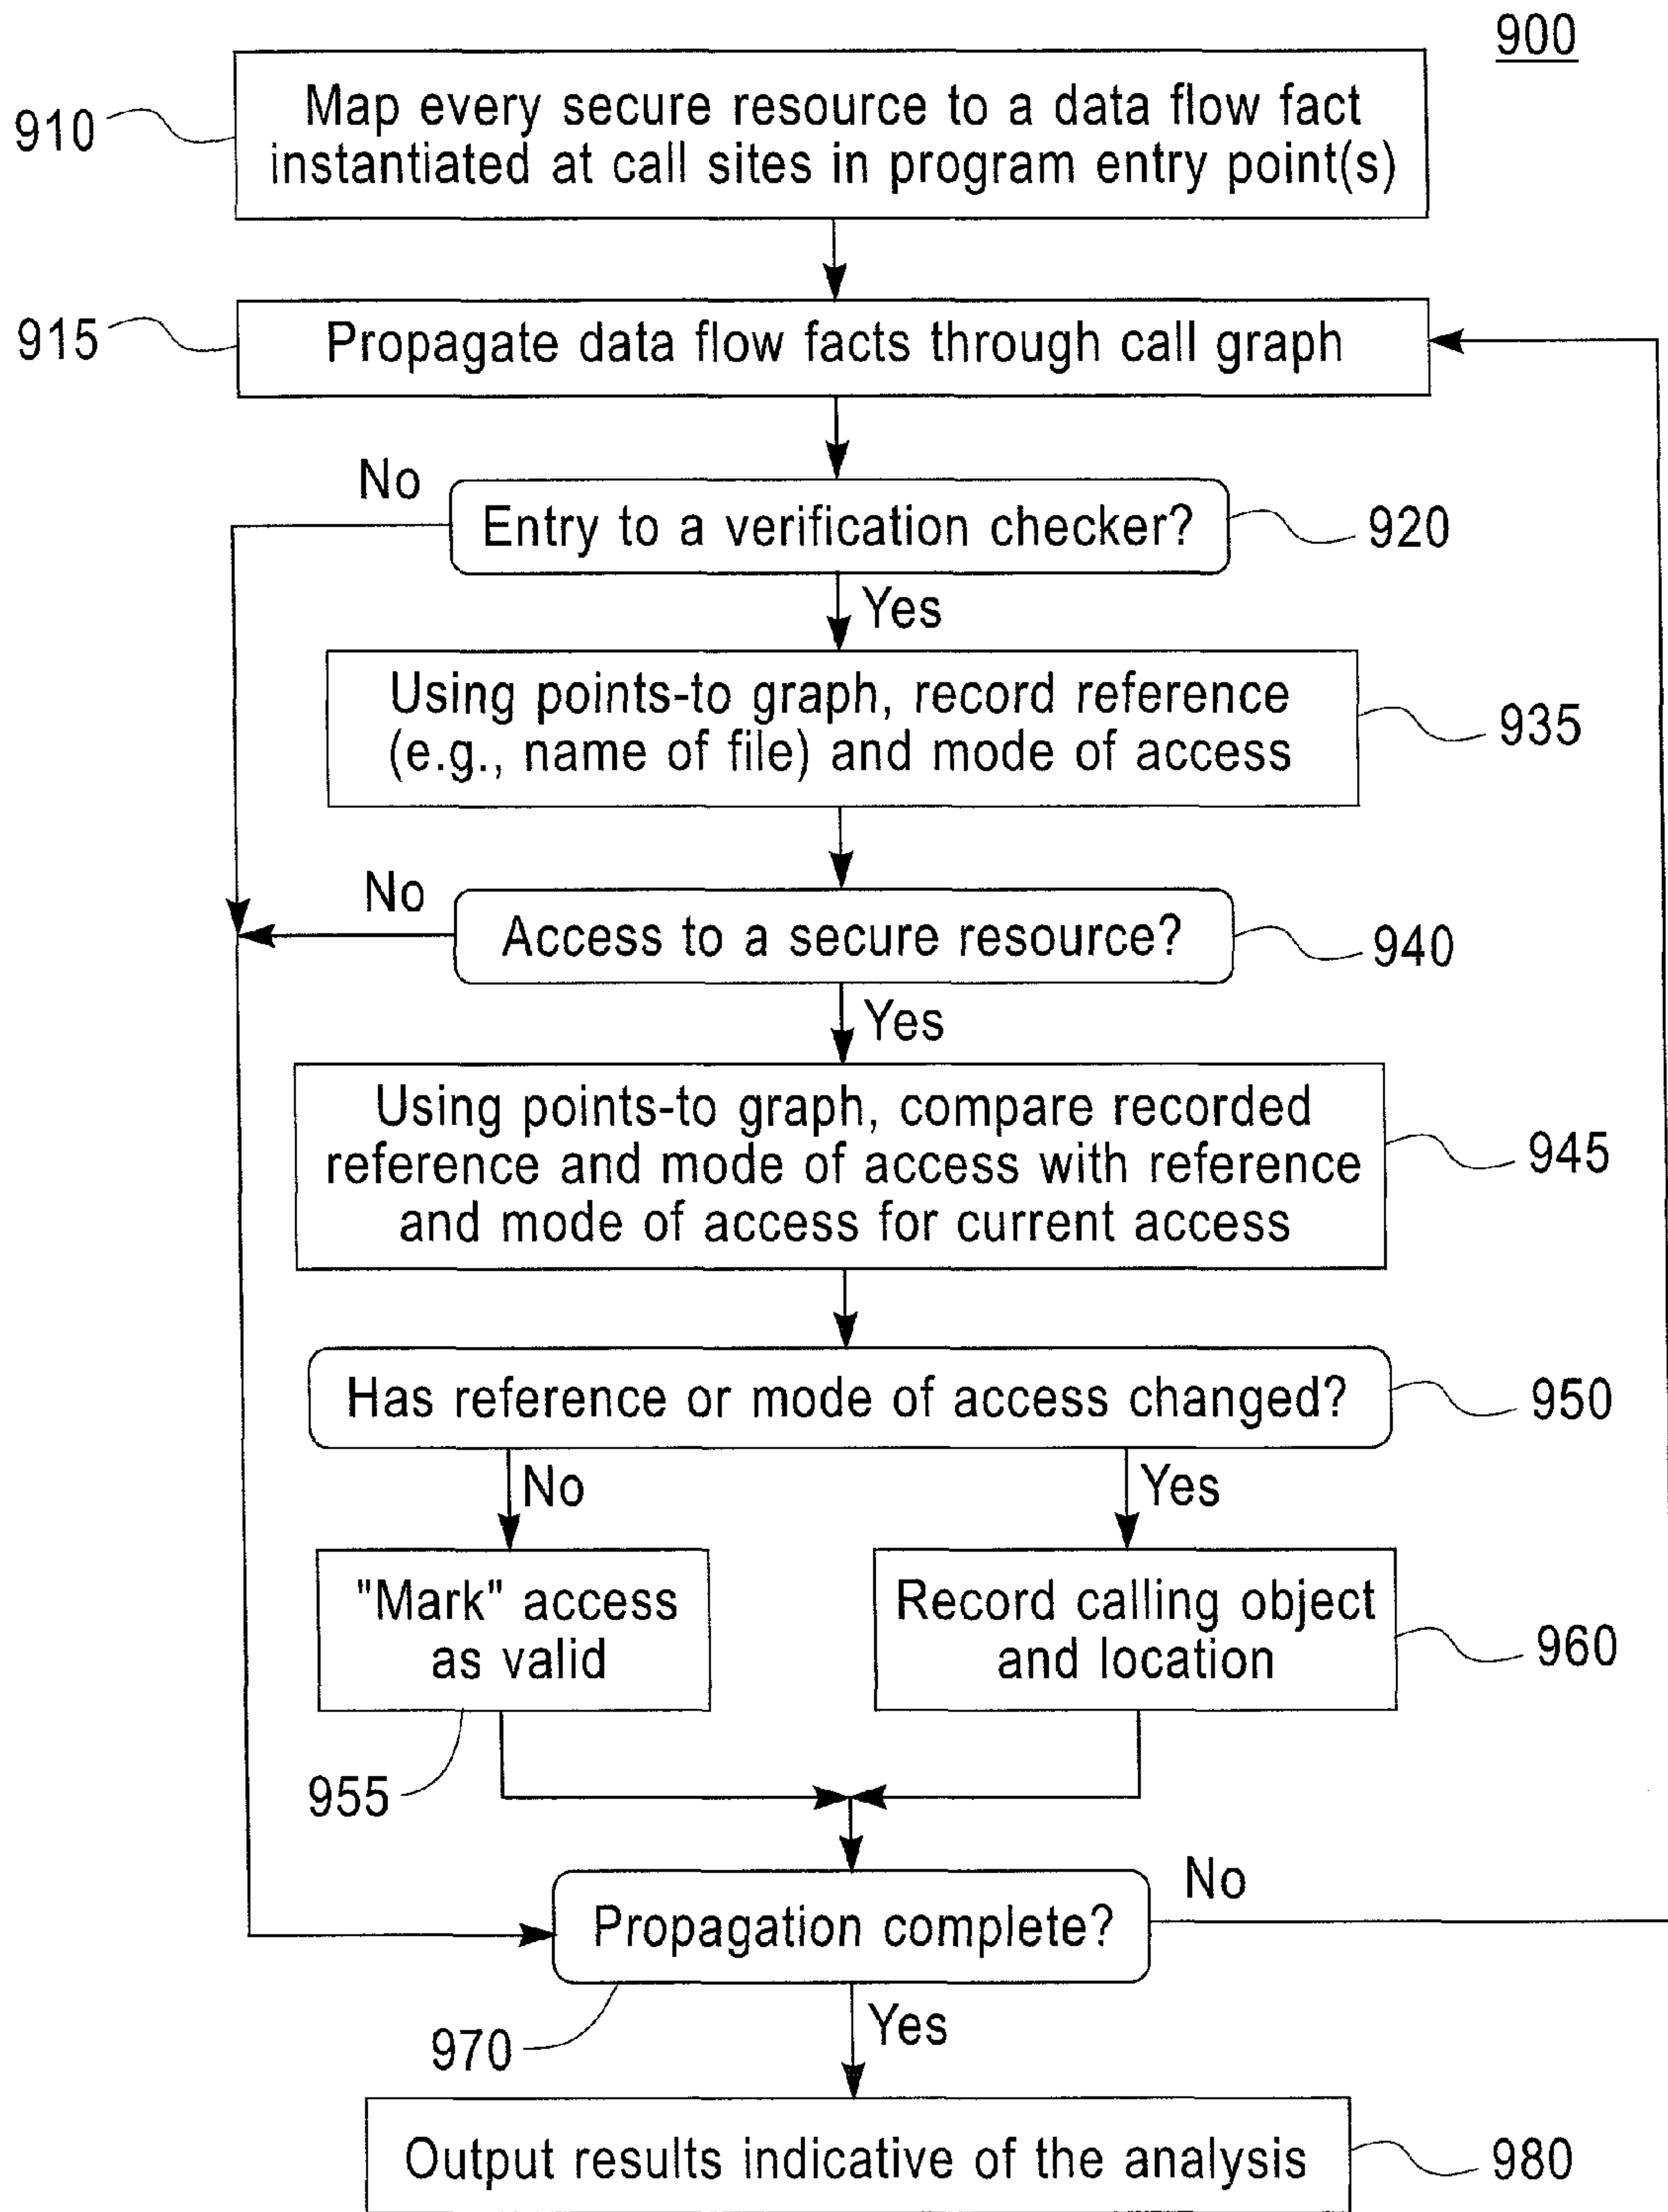 900
910
Map every secure resource to a data flow fact
instantiated at call sites in program entry point(s)
915
Propagate data flow facts through call graph
No
Entry to a verification checker?
920
Yes
Using points-to graph, record reference
(e.g., name of file) and mode of access
935
No
Access to a secure resource?
940
Yes
Using points-to graph, compare recorded
reference and mode of access with reference
and mode of access for current access
945
Has reference or mode of access changed?
950
No
Yes
"Mark" access
as valid
Record calling object
and location
960
955
No
Propagation complete?
970
Yes
Output results indicative of the analysis
980